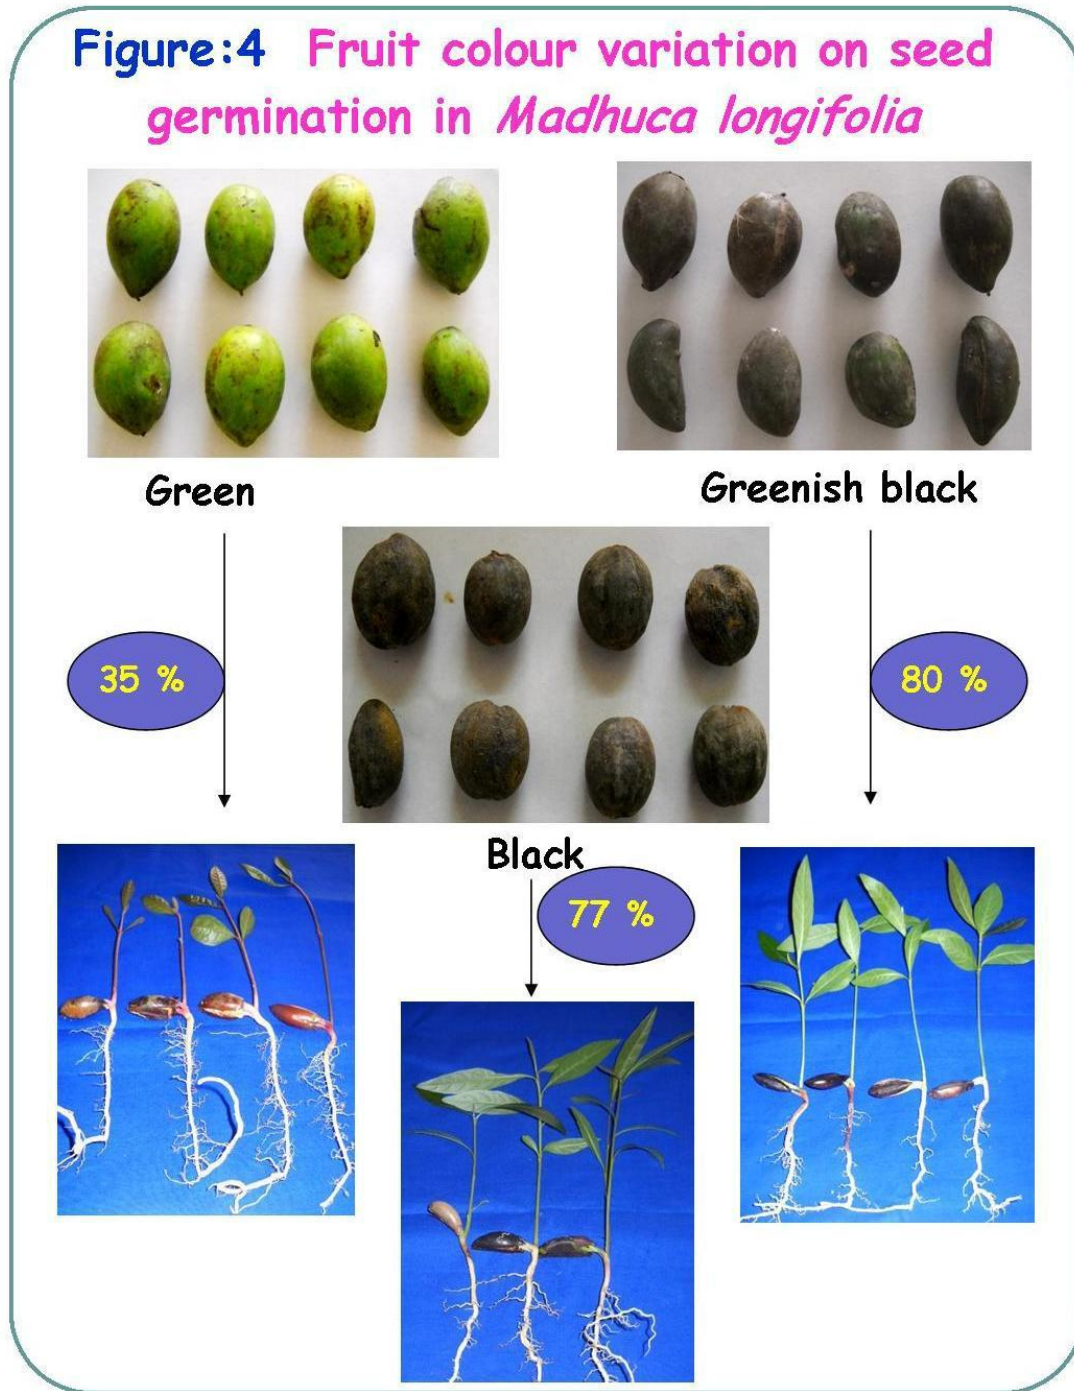 Figure:4 Fruit colour variation on seed
germination in Madhuca longifolia
Green
Greenish black
35 %
80 %
Black
77 %